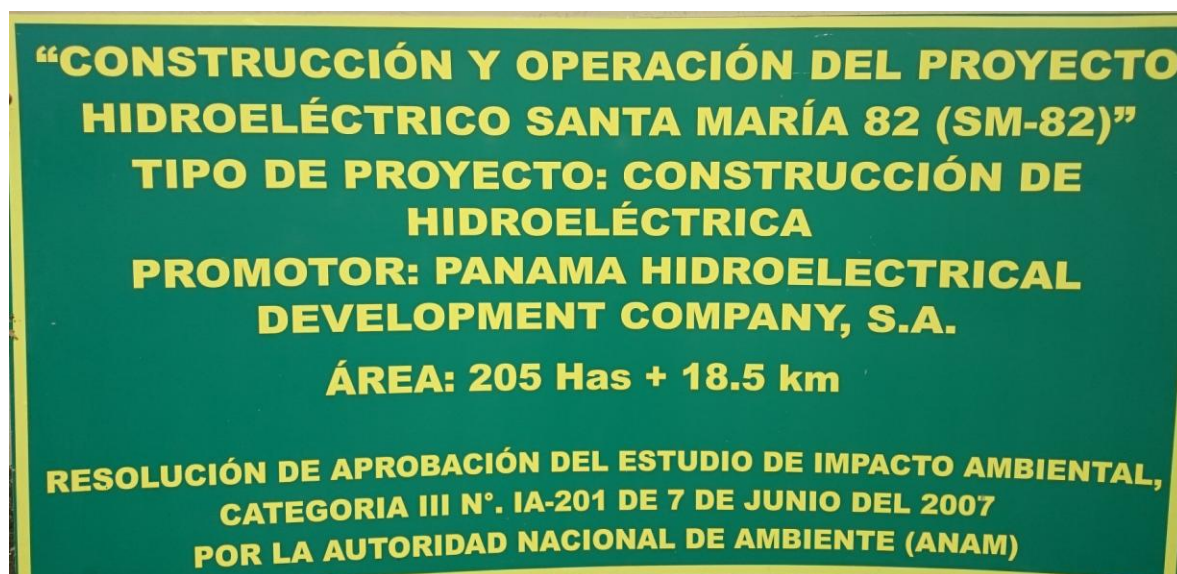 “CONSTRUCCIÓN Y OPERACIÓN DEL PROYECTO
HIDROELÉCTRICO SANTA MARÍA 82 (SM-82)”
TIPO DE PROYECTO: CONSTRUCCIÓN DE
HIDROELÉCTRICA
PROMOTOR: PANAMA HIDROELECTRICAL
DEVELOPMENT COMPANY, S.A.
ÁREA: 205 Has + 18.5 km
RESOLUCIÓN DE APROBACIÓN DEL ESTUDIO DE IMPACTO AMBIENTAL,
CATEGORIA III N°. IA-201 DE 7 DE JUNIO DEL 2007
POR LA AUTORIDAD NACIONAL DE AMBIENTE (ANAM)